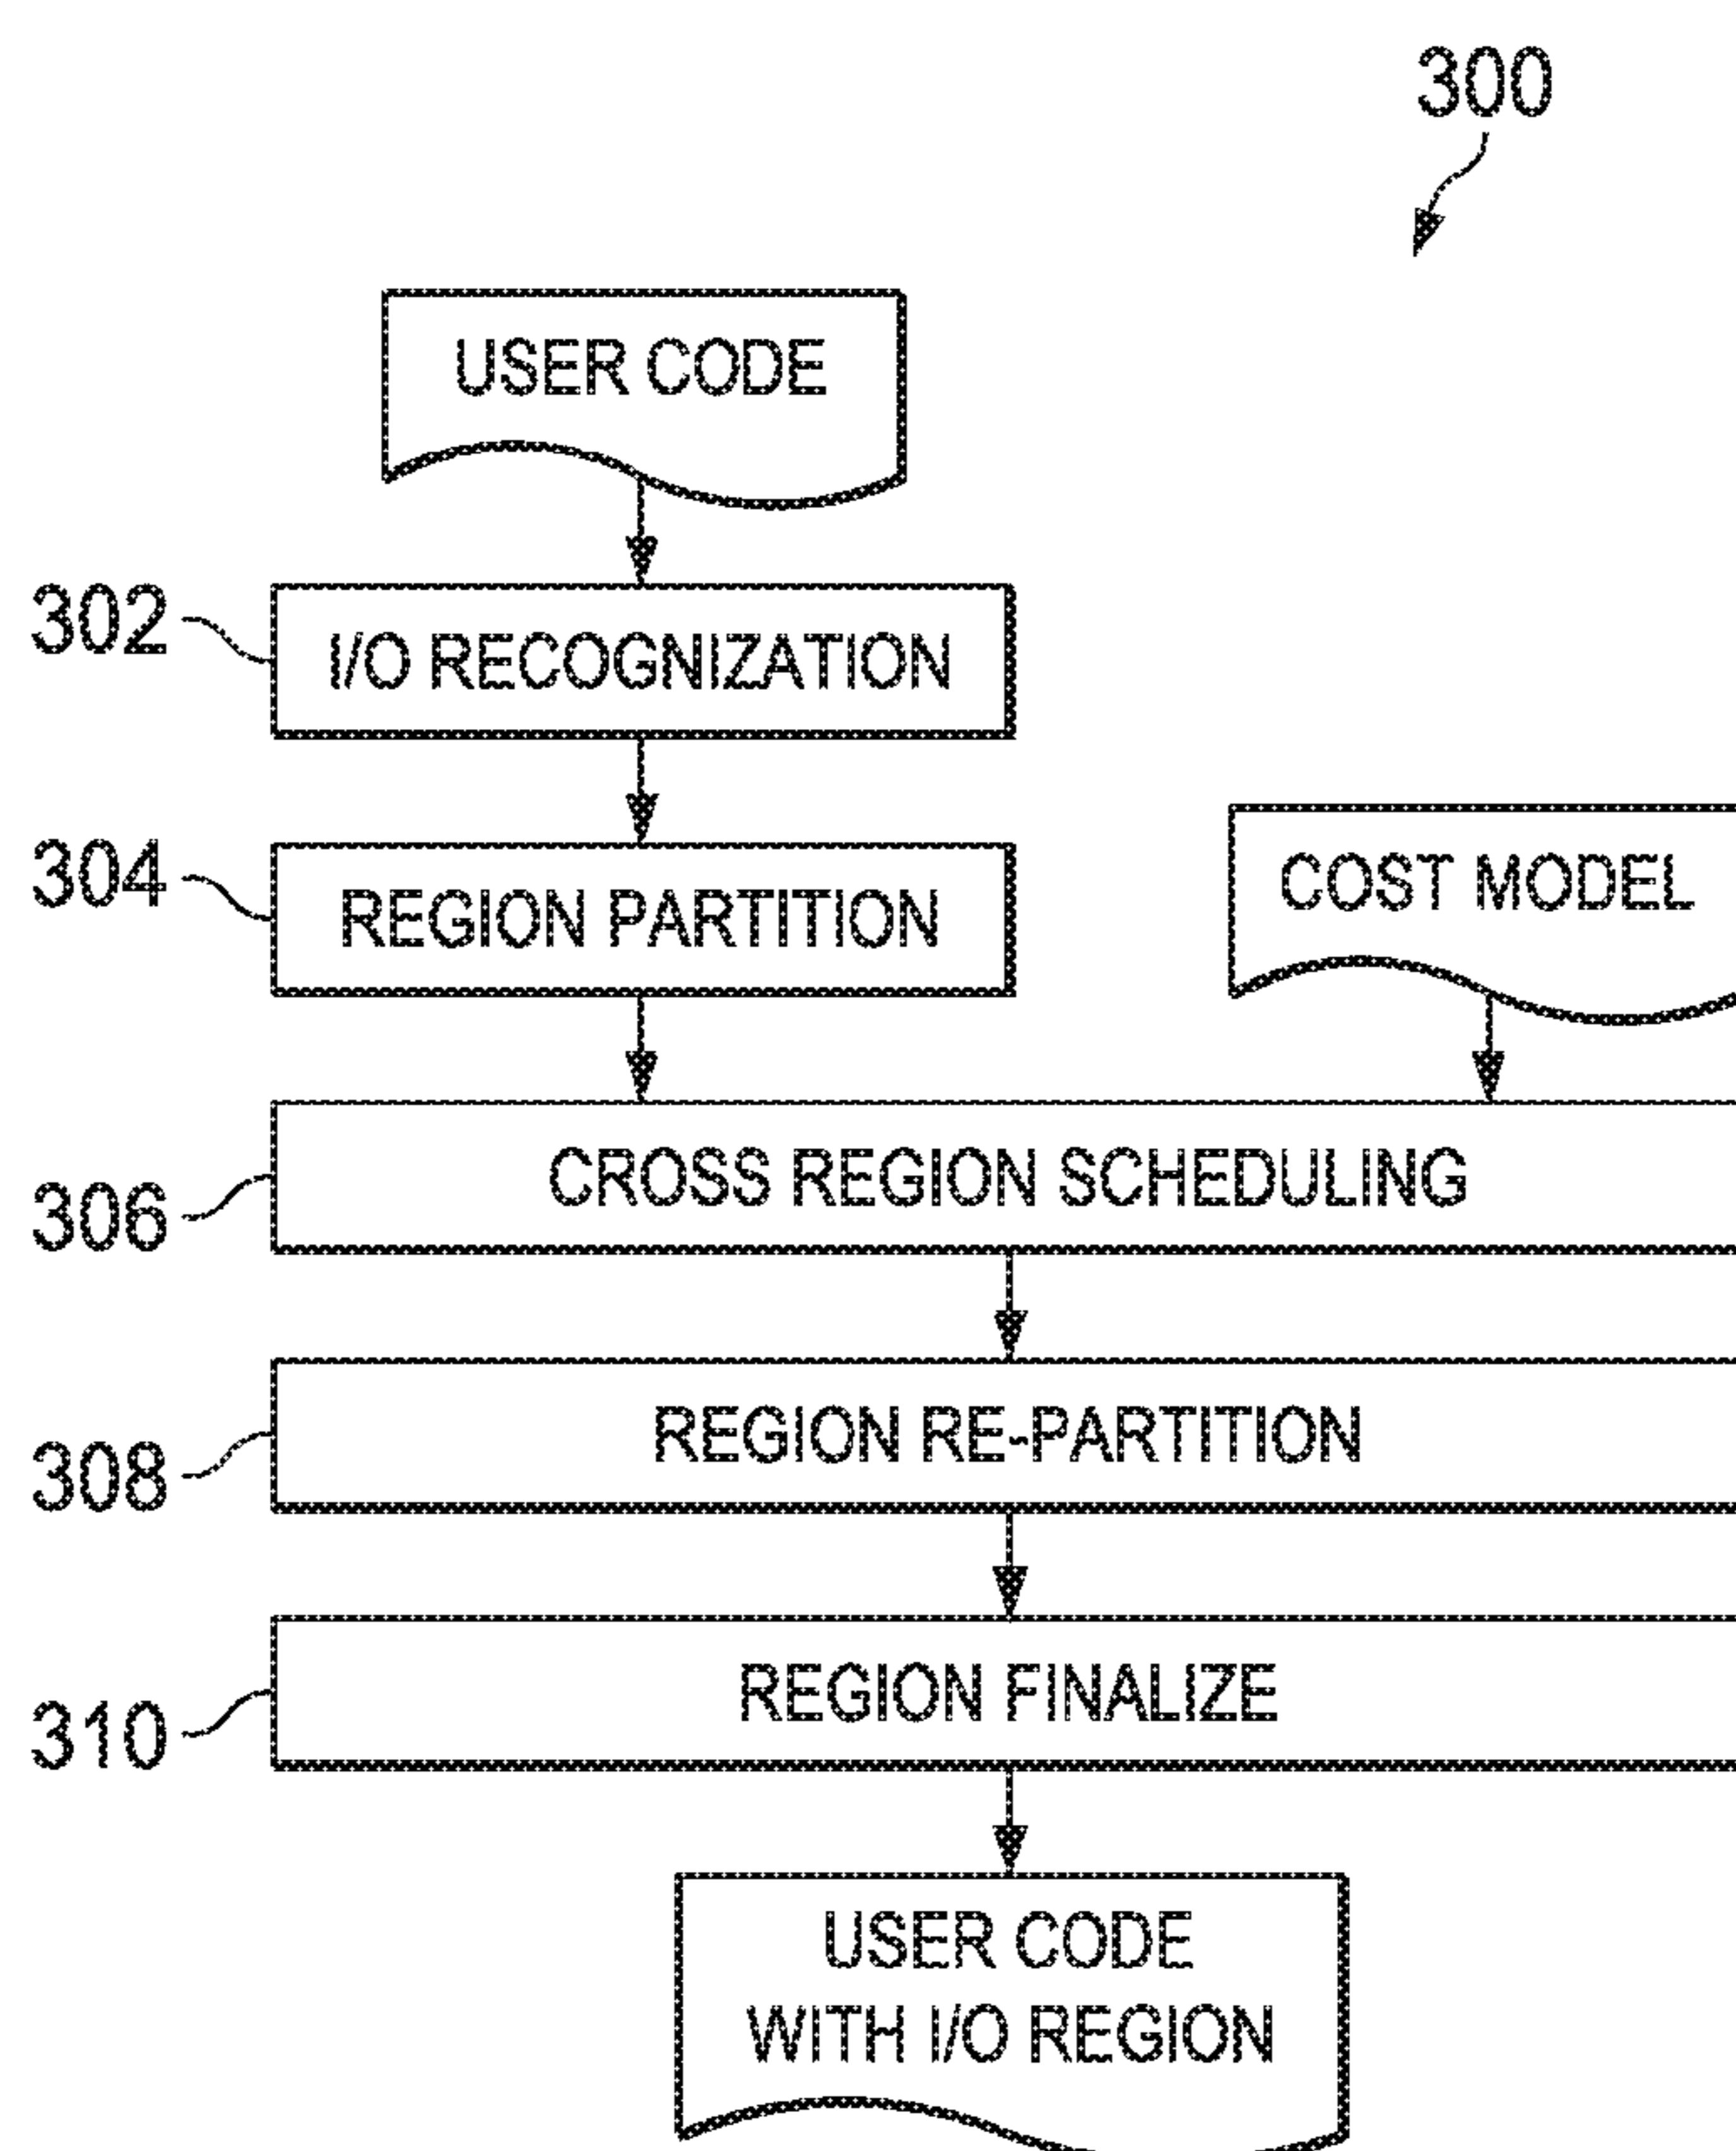 300
USER CODE
302
I/O RECOGNIZATION
304
REGION PARTITION
COST MODEL
306
CROSS REGION SCHEDULING
308
REGION RE-PARTITION
310
REGION FINALIZE
USER CODE
WITH I/O REGION